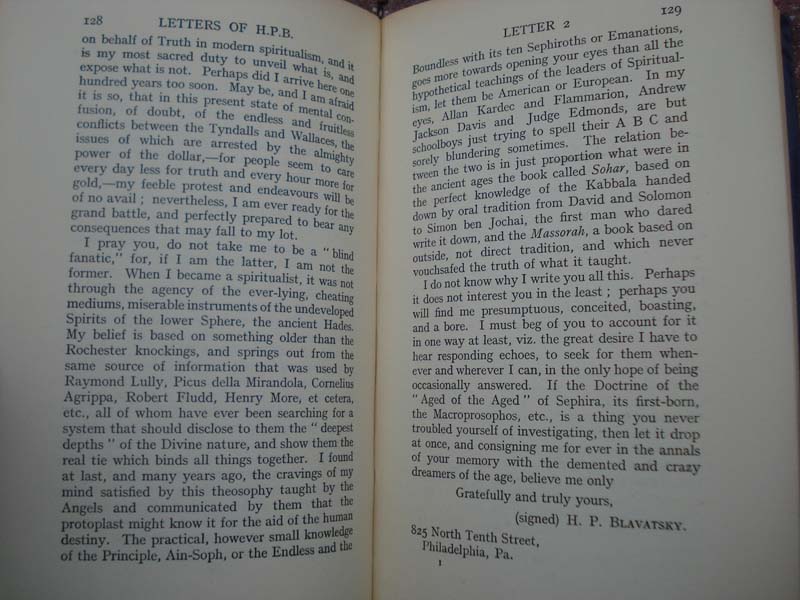 128 LETTERS OF H.P.B.
on behalf of Truth in modern spiritualism, and it
is my most sacred duty to unveil what is, and
expose what is not. Perhaps did I arrive here one
hundred years too soon. May be, and I am afraid
it is so, that in this present state of mental con-
fusion, of doubt, of the endless and fruitless
conflicts between the Tyndalls and Wallaces, the
issues of which are arrested by the almighty
power of the dollar,—for people seem to care
every day less for truth and every hour more for
gold,—my feeble protest and endeavours will be
of no avail ; nevertheless, I am ever ready for the
grand battle, and perfectly prepared to bear any
consequences that may fall to my lot.
I pray you, do not take me to be a “ blind
fanatic,” for, if I am the latter, I am not the
former. When I became a spiritualist, it was not
through the agency of the ever-lying, cheating
mediums, miserable instruments of the undeveloped
Spirits of the lower Sphere, the ancient Hades.
My belief is based on something older than the
Rochester knockings, and springs out from the
same source of information that was used by
Raymond Lully, Picus della Mirandola, Cornelius
Agrippa, Robert Fludd, Henry More, et cetera,
etc., all of whom have ever been searching for a
system that should disclose to them the “ deepest
depths ” of the Divine nature, and show them the
real tie which binds all things together. I found
at last, and many years ago, the cravings of my
mind satisfied by this theosophy taught by the
Angels and communicated by them that the
protoplast might know it for the aid of the human
destiny. The practical, however small knowledge
of the Principle, Ain-Soph, or the Endless and the
LETTER 2 129
Boundless with its ten Sephiroths or Emanations,
goes more towards opening your eyes than all the
hypothetical teachings of the leaders of Spiritual-
ism, let them be American or European. In my
eyes, Allan Kardec and Flammarion, Andrew
Jackson Davis and Judge Edmonds, are but
schoolboys just trying to spell their A B C and
sorely blundering sometimes. The relation be-
tween the two is in just proportion what were in
the ancient ages the book called Sohar, based on
the perfect knowledge of the Kabbala handed
down by oral tradition from David and Solomon
to Simon ben Jochai, the first man who dared
write it down, and the Massorah, a book based on
outside, not direct tradition, and which never
vouchsafed the truth of what it taught.
I do not know why I write you all this. Perhaps
it does not interest you in the least ; perhaps you
will find me presumptuous, conceited, boasting,
and a bore. I must beg of you to account for it
in one way at least, viz. the great desire I have to
hear responding echoes, to seek for them when-
ever and wherever I can, in the only hope of being
occasionally answered. If the Doctrine of the
“Aged of the Aged” of Sephira, its first-born,
the Macroprosophos, etc., is a thing you never
troubled yourself of investigating, then let it drop
at once, and consigning me for ever in the annals
of your memory with the demented and crazy
dreamers of the age, believe me only
Gratefully and truly yours,
(signed) H. P. BLAVATSKY.
825 North Tenth Street,
Philadelphia, Pa.
I